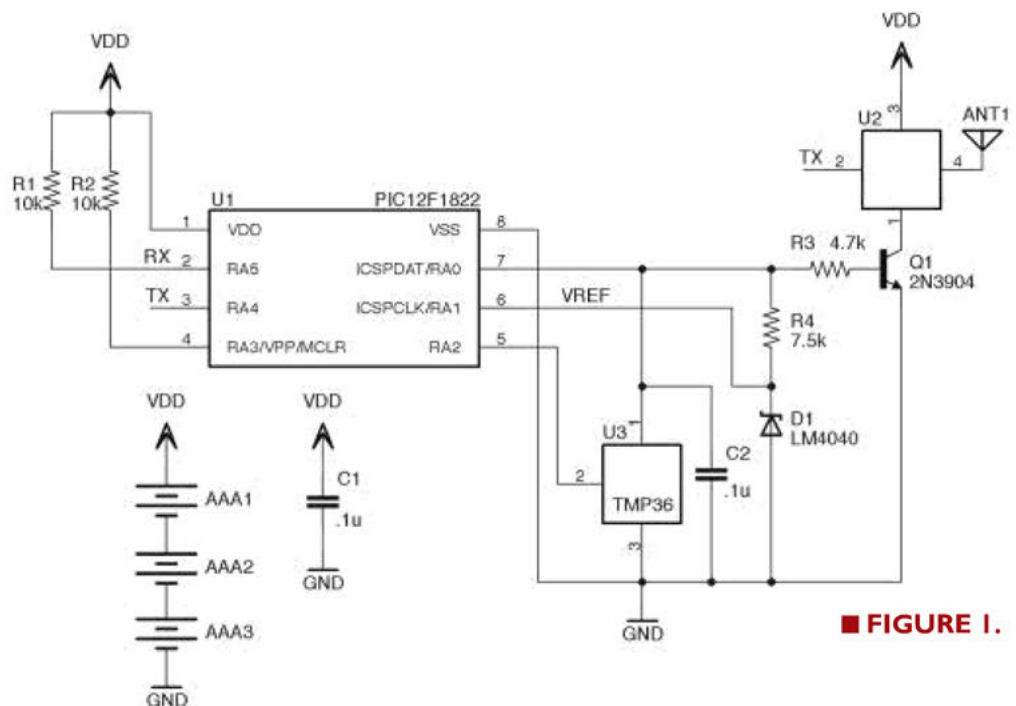 VDD
VDD
U2
3
ANT1
TX 2
4
1
R1
10k
R2
10k
U1
PIC12F1822
1
VDD
VSS
8
RX 2
RA5
ICSPDAT/RA0
7
TX 3
RA4
ICSPCLK/RA1
6
VREF
4
RA3/VPP/MCLR
RA2
5
R3 4.7k
Q1
2N3904
R4
7.5k
D1
LM4040
U3
1
2
TMP36
3
C2
.1u
GND
VDD
AAA1
AAA2
AAA3
GND
VDD
C1
.1u
GND
■ FIGURE 1.